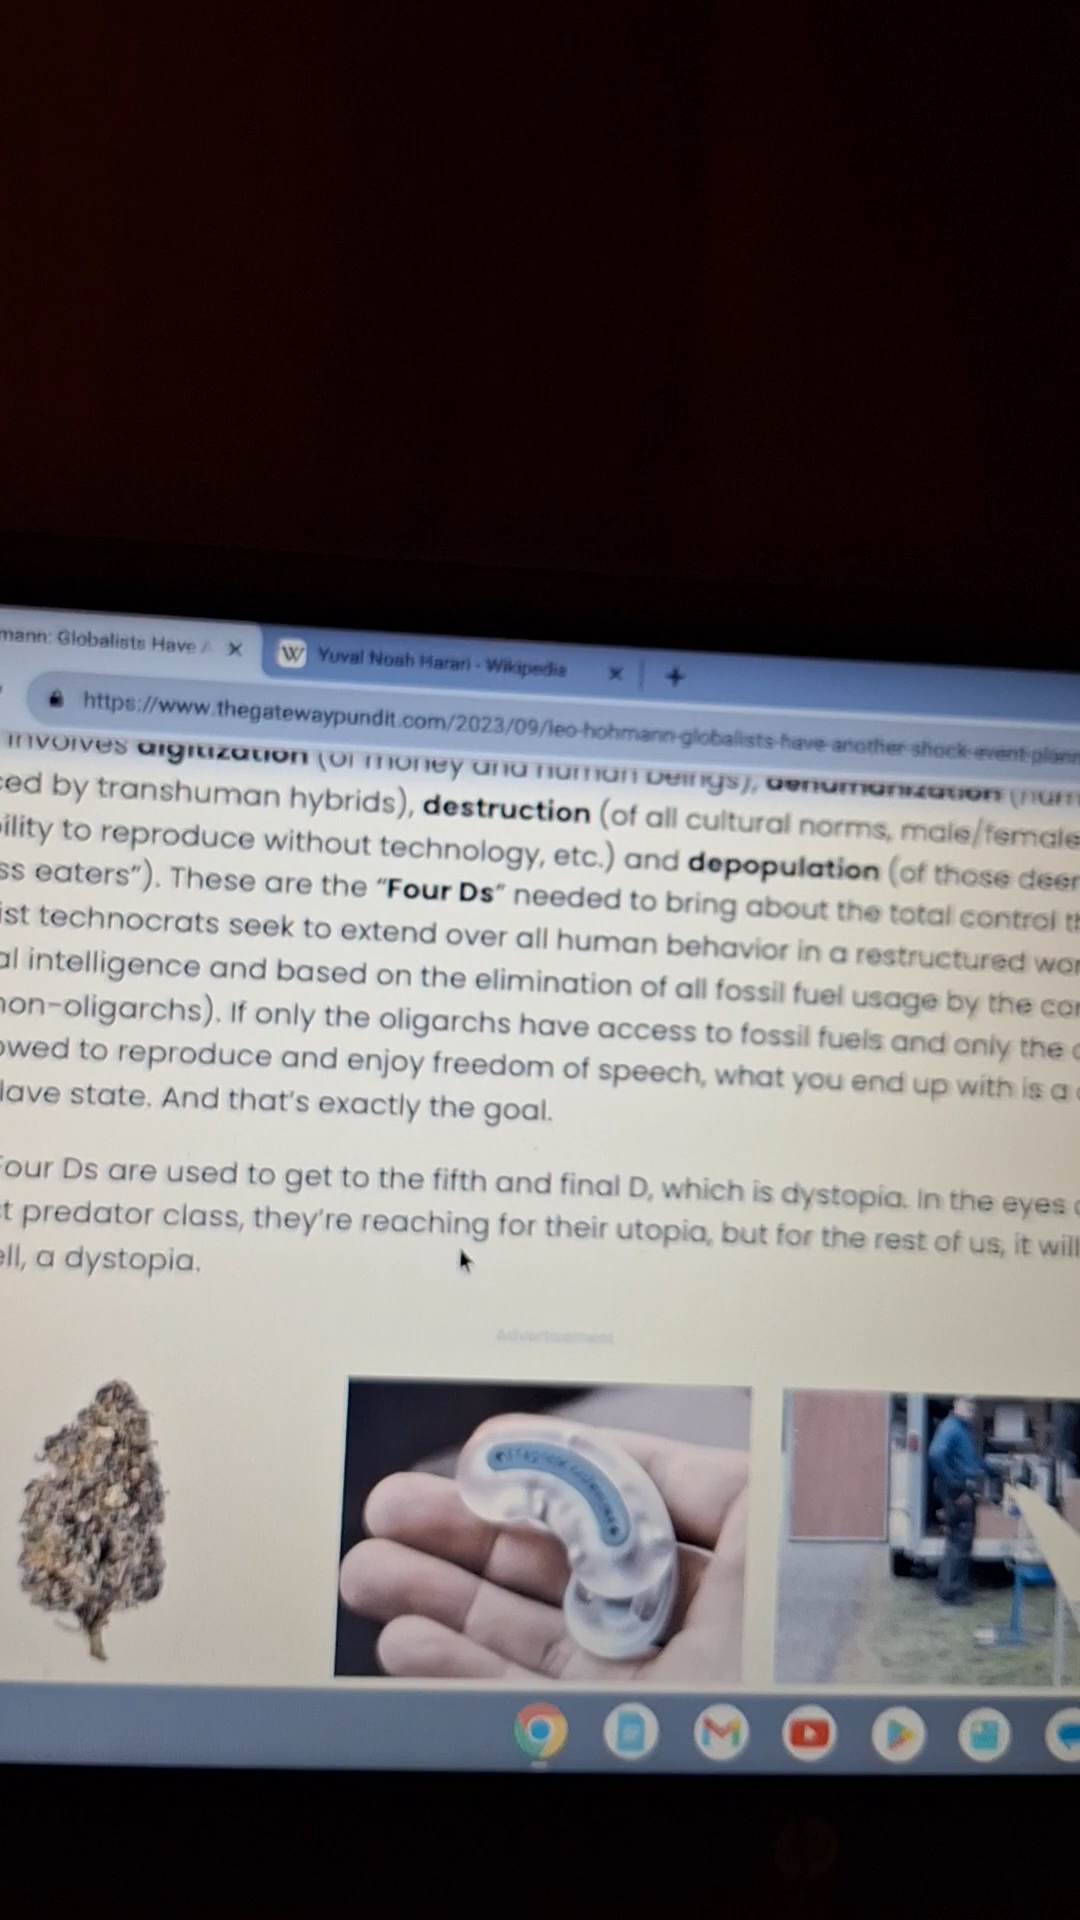 mann: Globalists Have
Yuval Noah Harari - Wikipedia
https://www.thegatewaypundit.com/2023/09/leo-hohmann-globalists-have-another-shock-event-plann
involves digitization (of money and human beings), dehumanization (hum
ced by transhuman hybrids), destruction (of all cultural norms, male/female
ility to reproduce without technology, etc.) and depopulation (of those deer
ss eaters"). These are the "Four Ds" needed to bring about the total control th
ist technocrats seek to extend over all human behavior in a restructured wor
al intelligence and based on the elimination of all fossil fuel usage by the con
non-oligarchs). If only the oligarchs have access to fossil fuels and only the o
owed to reproduce and enjoy freedom of speech, what you end up with is a
lave state. And that's exactly the goal.
Four Ds are used to get to the fifth and final D, which is dystopia. In the eyes o
t predator class, they're reaching for their utopia, but for the rest of us, it will
ell, a dystopia.
Advertisement